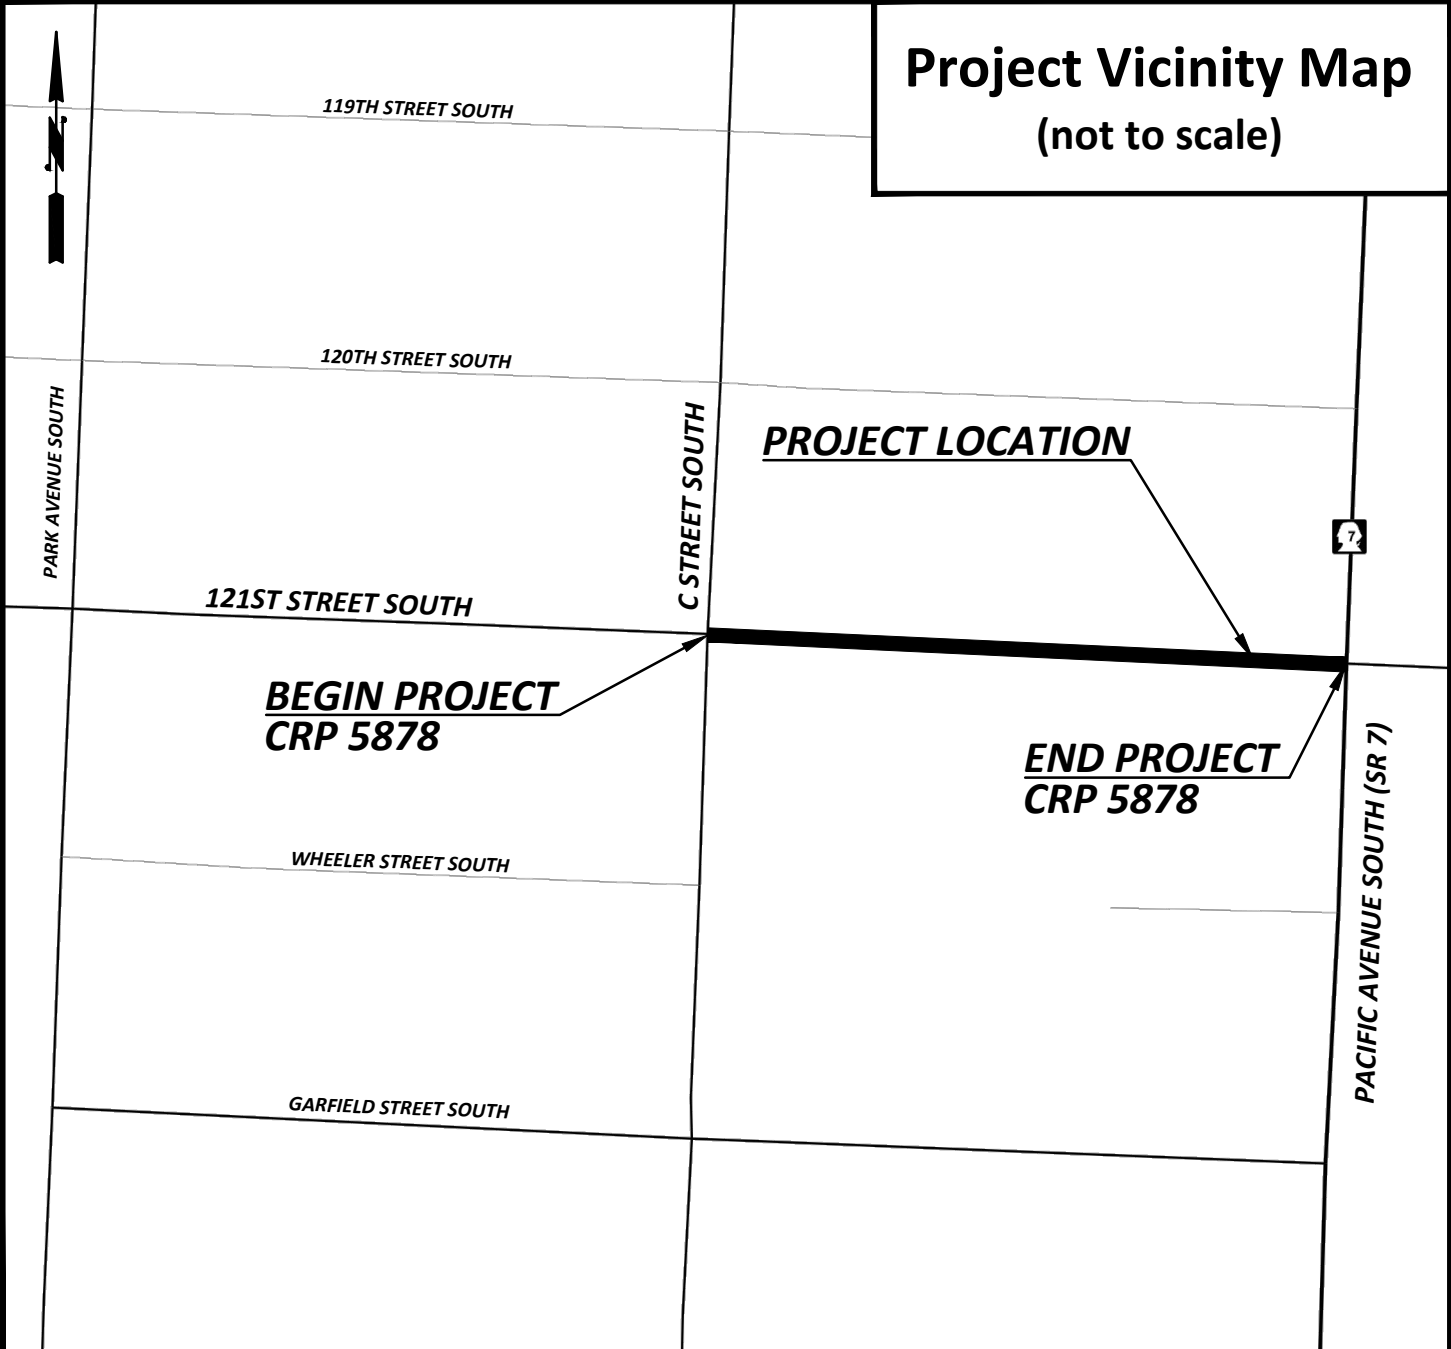 Project Vicinity Map
(not to scale)
N
119TH STREET SOUTH
120TH STREET SOUTH
PARK AVENUE SOUTH
C STREET SOUTH
PROJECT LOCATION
7
121ST STREET SOUTH
BEGIN PROJECT
CRP 5878
END PROJECT
CRP 5878
PACIFIC AVENUE SOUTH (SR 7)
WHEELER STREET SOUTH
GARFIELD STREET SOUTH